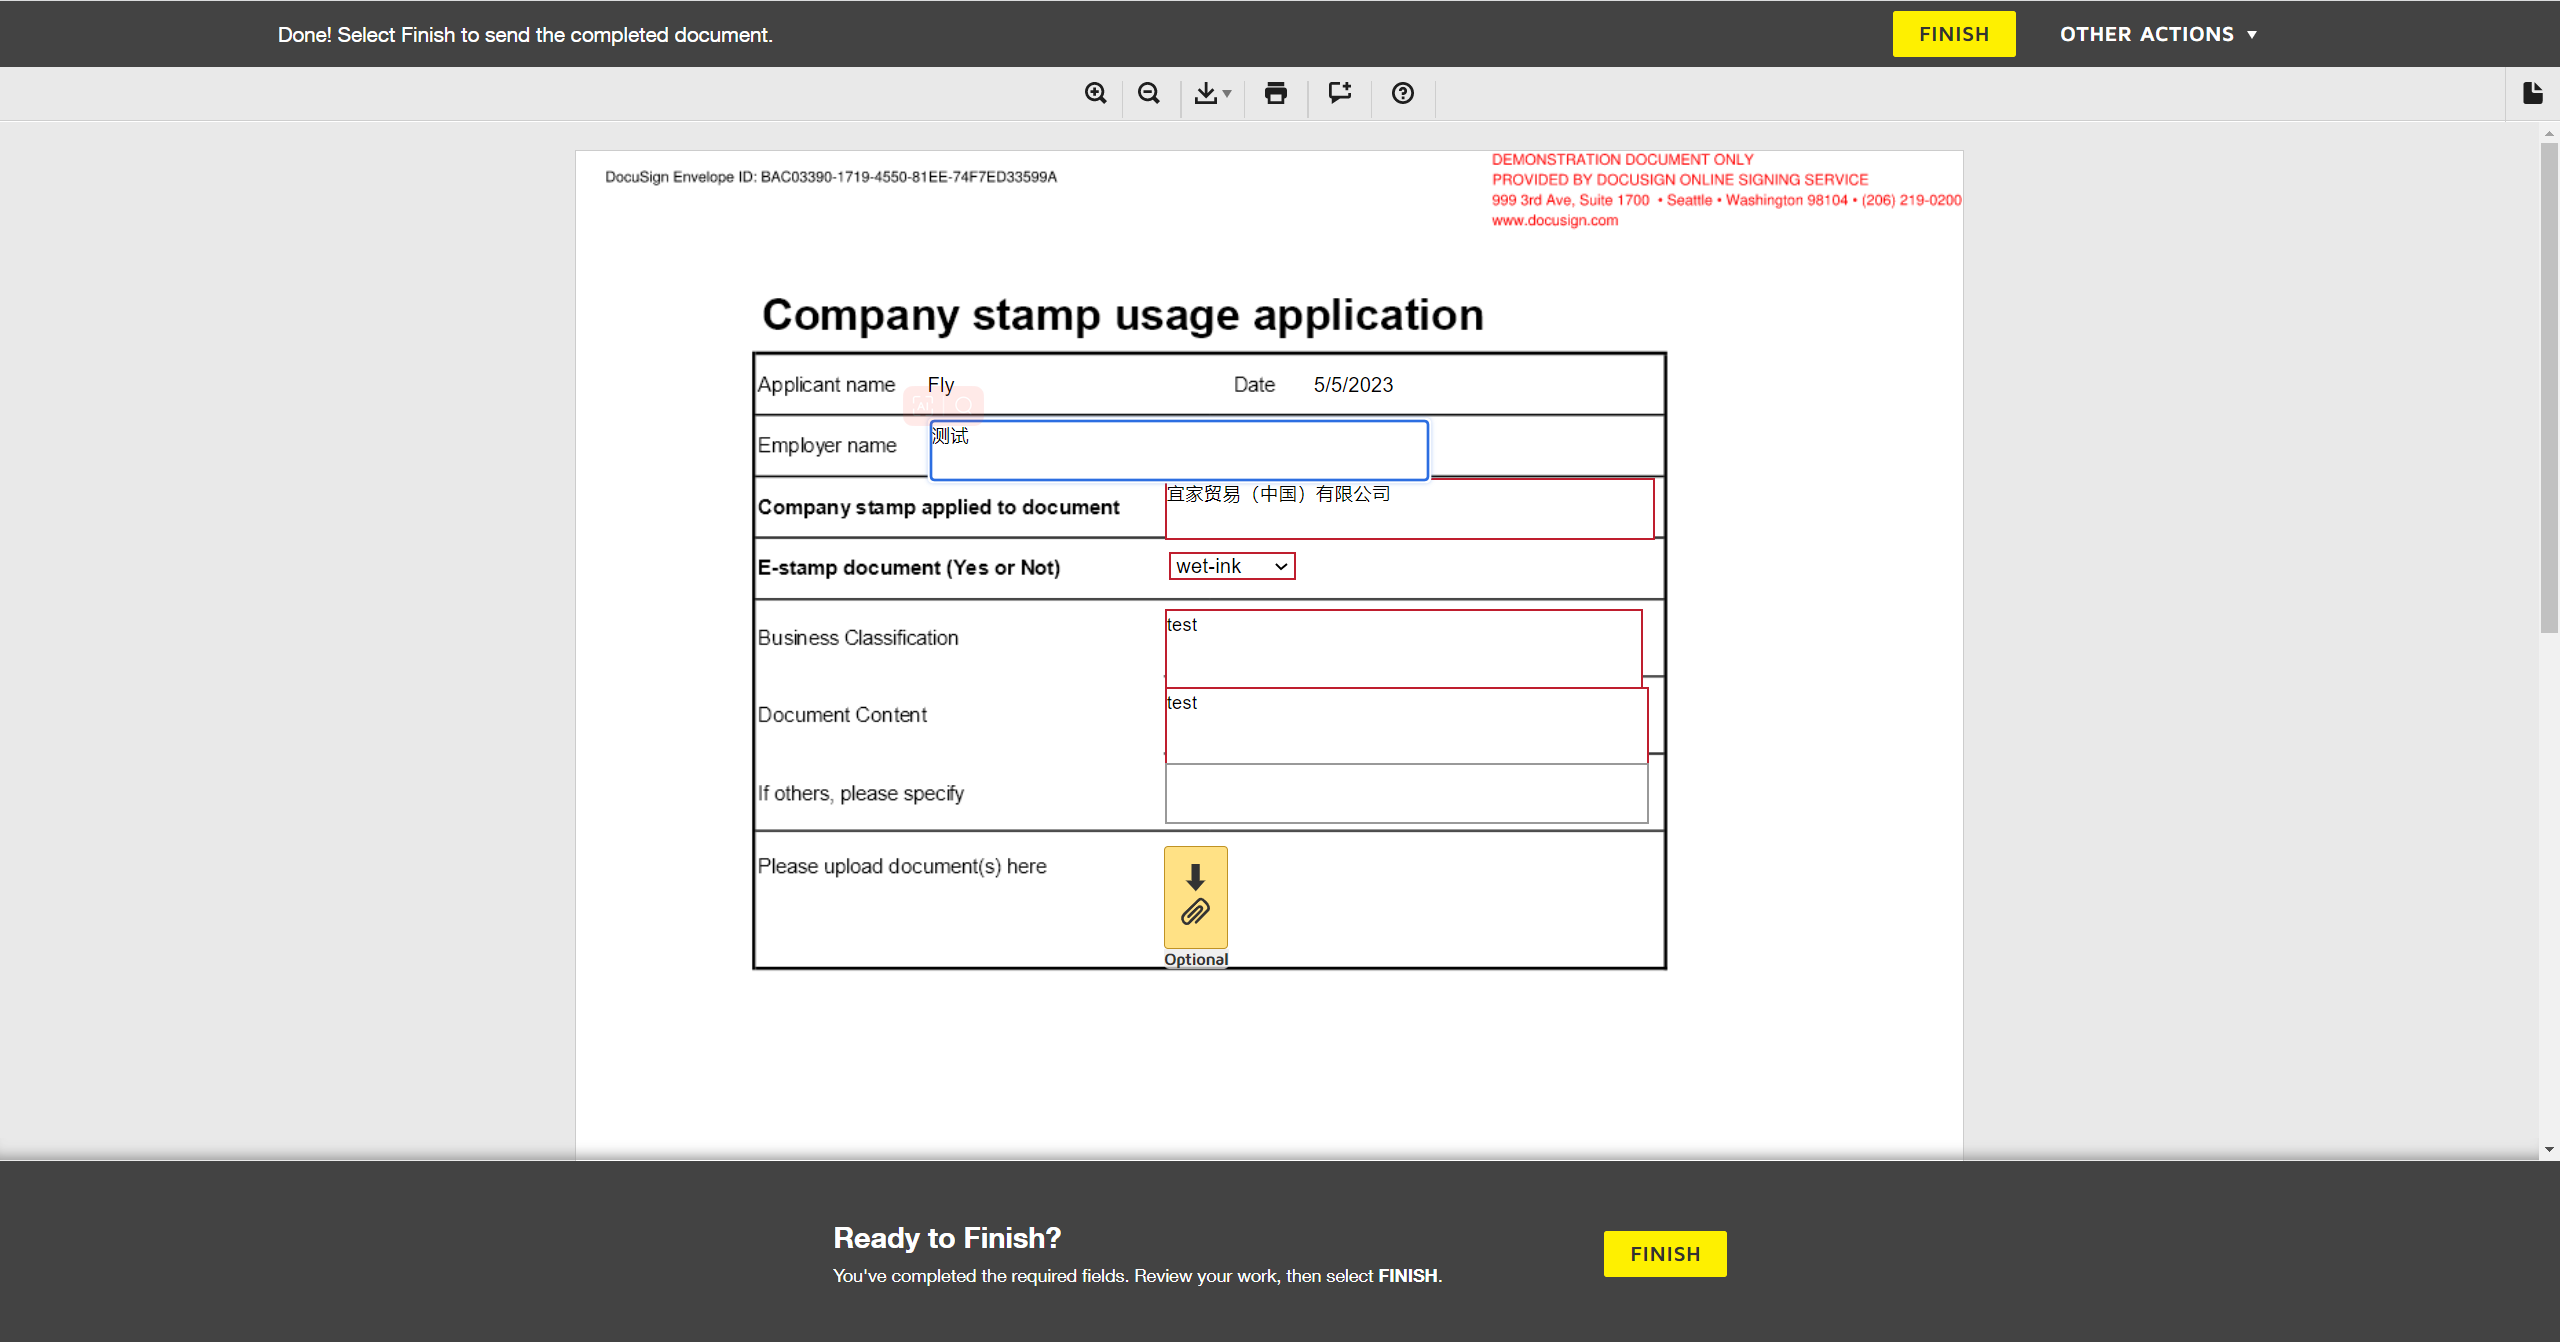 Done! Select Finish to send the completed document.
FINISH
OTHER ACTIONS
DocuSign Envelope ID: BAC03390-1719-4550-81EE-74F7ED33599A
DEMONSTRATION DOCUMENT ONLY
PROVIDED BY DOCUSIGN ONLINE SIGNING SERVICE
999 3rd Ave, Suite 1700 • Seattle • Washington 98104 • (206) 219-0200
www.docusign.com
Company stamp usage application
Applicant name Fly Date 5/5/2023
Employer name 测试
Company stamp applied to document 宜家贸易（中国）有限公司
E-stamp document (Yes or Not) wet-ink
Business Classification test
Document Content test
If others, please specify
Please upload document(s) here
Optional
Ready to Finish?
You've completed the required fields. Review your work, then select FINISH.
FINISH